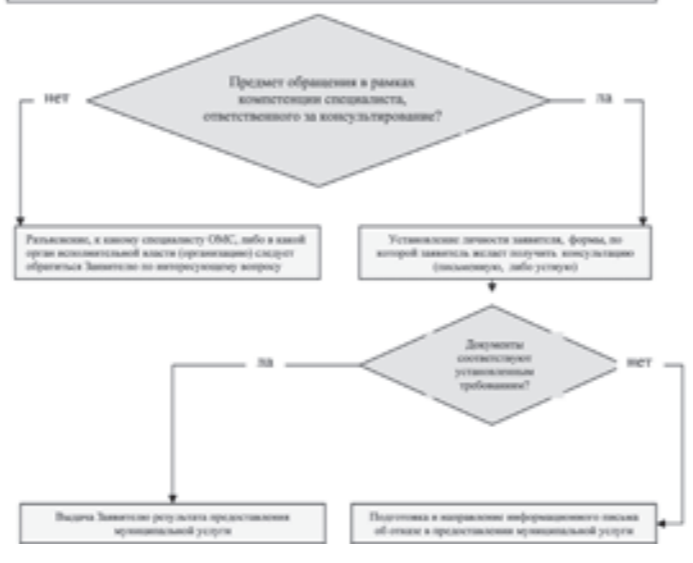 Предмет обращения в рамках
компетенции специалиста,
ответственного за консультирование?
нет
да
Разъяснение, к какому специалисту ОМС, либо в какой
орган исполнительной власти (организацию) следует
обратиться Заявителю по интересующему вопросу
Установление личности заявителя, формы, по
которой заявитель желает получить консультацию
(письменную, либо устную)
Документы
соответствуют
установленным
требованиям?
да
нет
Выдача Заявителю результата предоставления
муниципальной услуги
Подготовка и направление информационного письма
об отказе в предоставлении муниципальной услуги